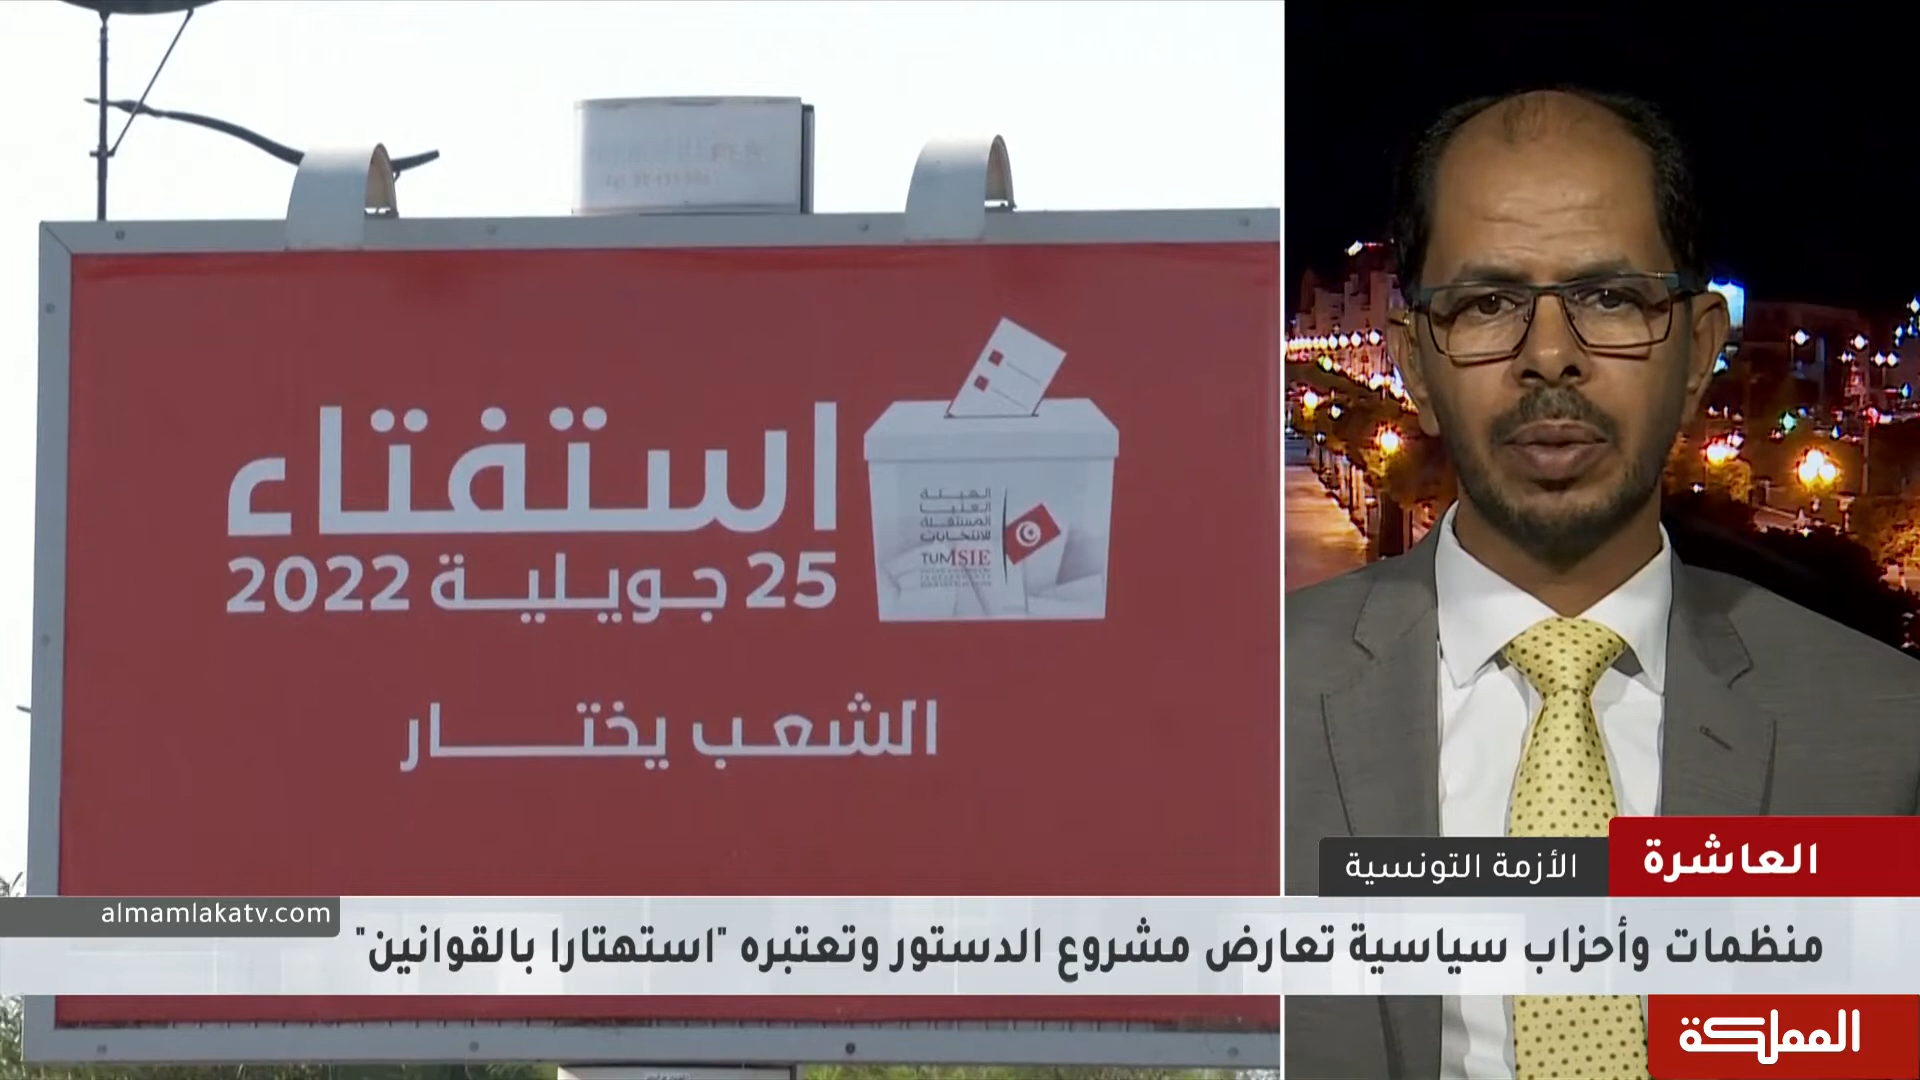 استفتاء
25 جويلية 2022
الشعب يختار
الهيئة
العليا
المستقلة
للانتخابات
TUNISIE
العاشرة
الأزمة التونسية
almamlakatv.com
منظمات وأحزاب سياسية تعارض مشروع الدستور وتعتبره "استهتارا بالقوانين"
المملكة